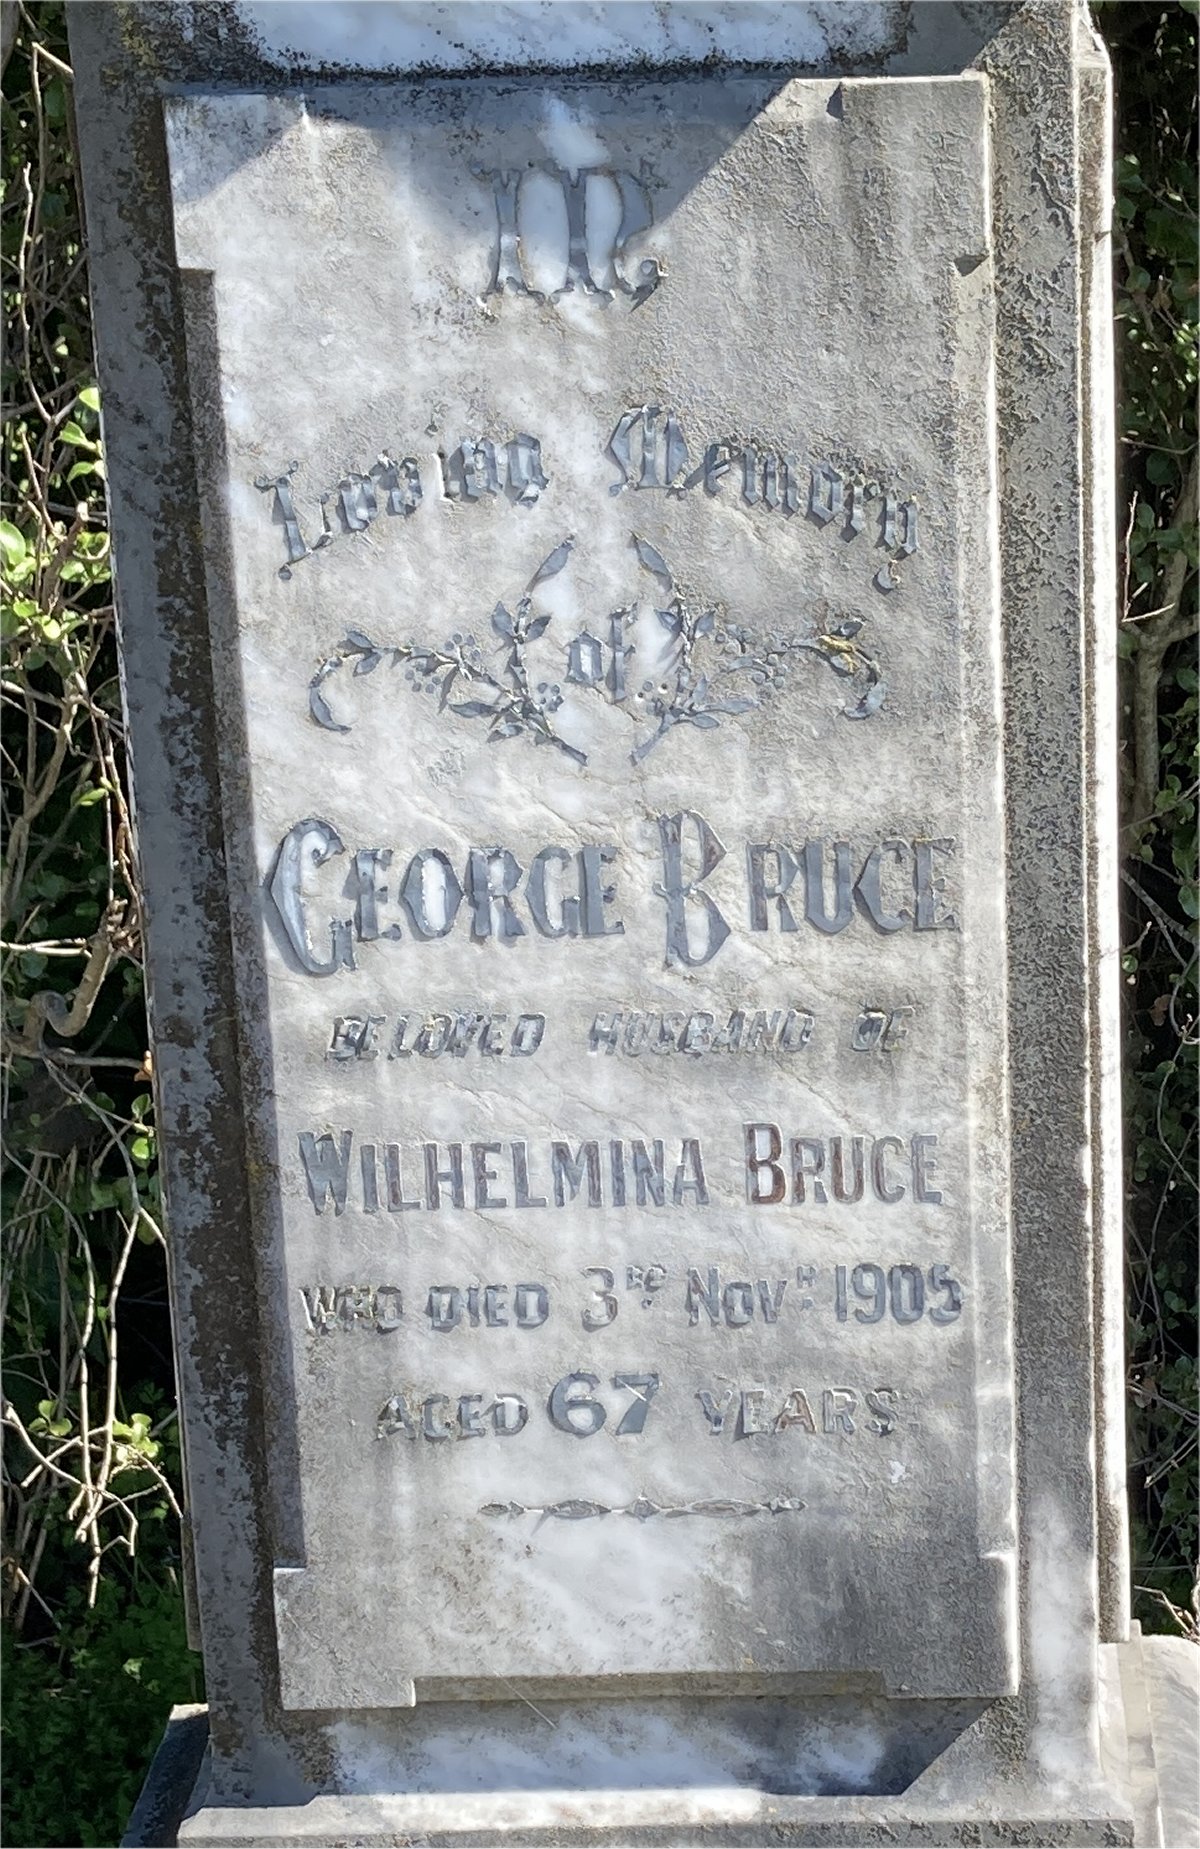 In
Loving Memory
of
GEORGE BRUCE
BELOVED HUSBAND OF
WILHELMINA BRUCE
WHO DIED 3RD NOVR 1905
AGED 67 YEARS